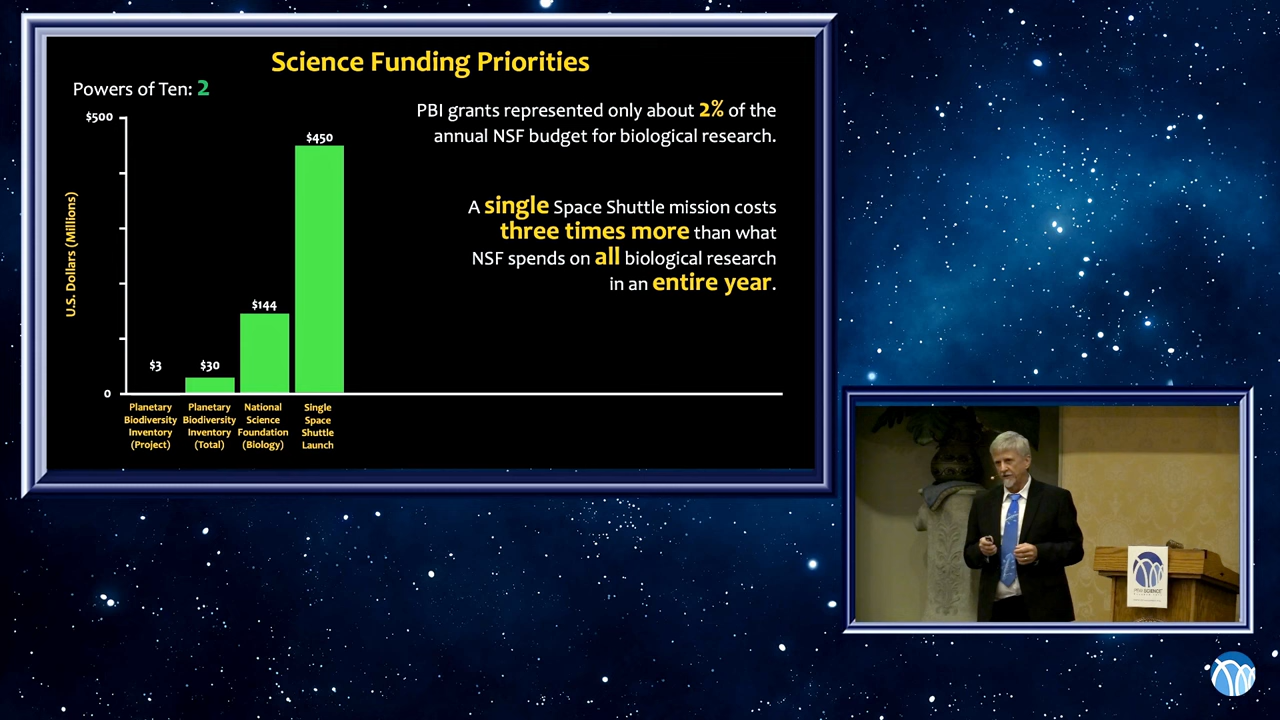 Science Funding Priorities
Powers of Ten: 2
PBI grants represented only about 2% of the
annual NSF budget for biological research.
A single Space Shuttle mission costs
three times more than what
NSF spends on all biological research
in an entire year.
U.S. Dollars (Millions)
$500
0
$3
$30
$144
$450
Planetary
Biodiversity
Inventory
(Project)
Planetary
Biodiversity
Inventory
(Total)
National
Science
Foundation
(Biology)
Single
Space
Shuttle
Launch